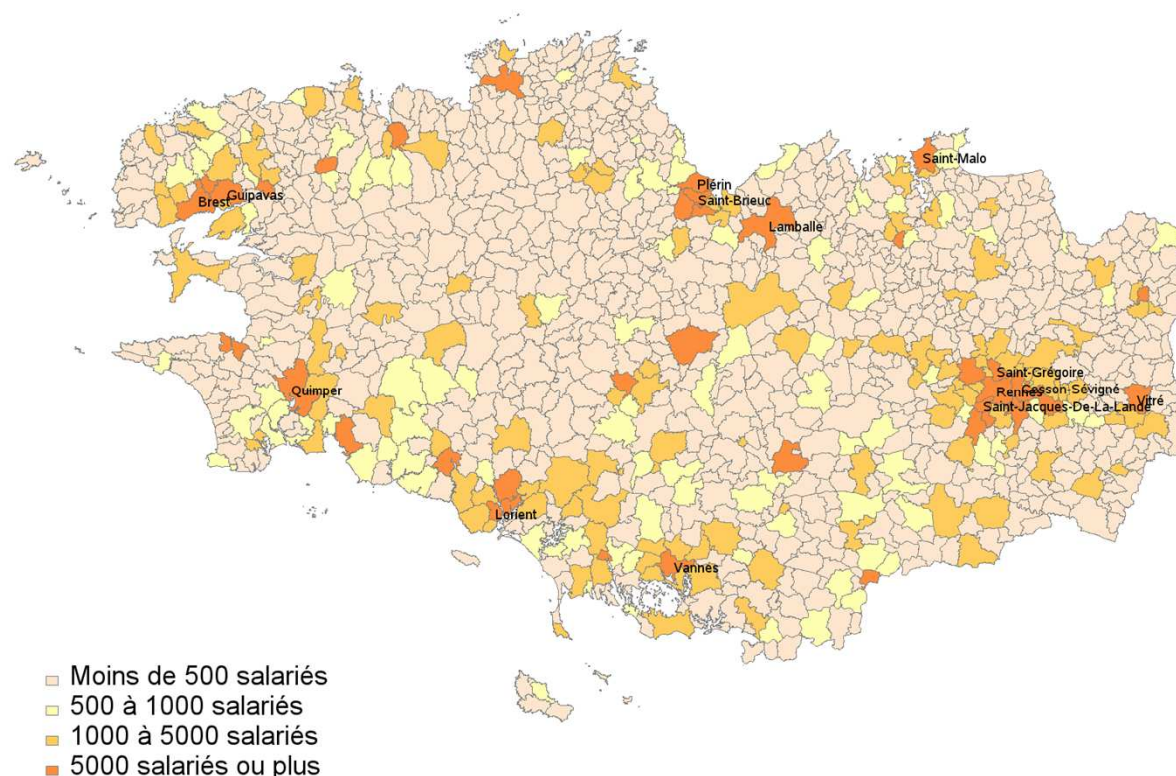 Saint-Malo
Plérin
Guipavas
Brest
Saint-Brieuc
Lamballe
Saint-Grégoire
Quimper
Cesson-Sévigné
Rennes
Vitré
Saint-Jacques-De-La-Lande
Lorient
Vannes
Moins de 500 salariés
500 à 1000 salariés
1000 à 5000 salariés
5000 salariés ou plus